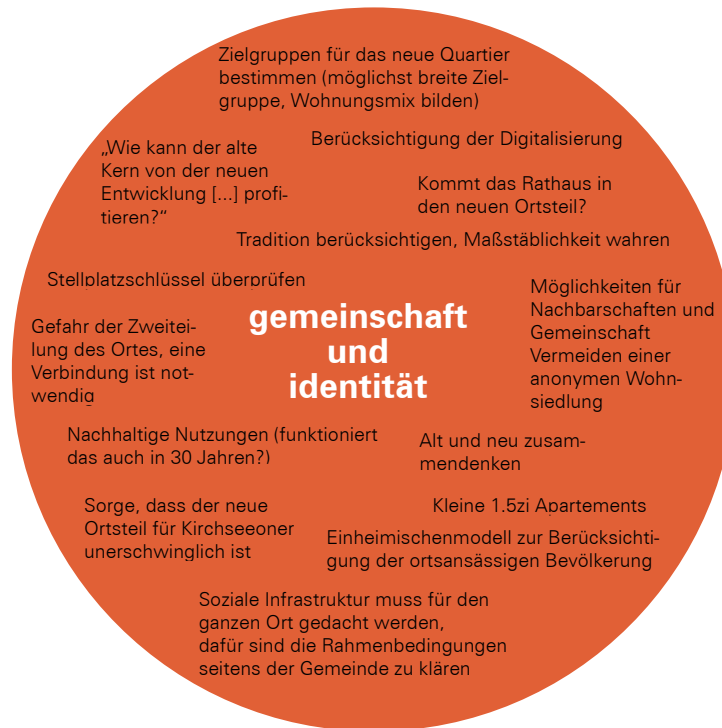 Zielgruppen für das neue Quartier
bestimmen (möglichst breite Ziel-
gruppe, Wohnungsmix bilden)
Berücksichtigung der Digitalisierung
„Wie kann der alte
Kern von der neuen
Entwicklung [...] profi-
tieren?“
Kommt das Rathaus in
den neuen Ortsteil?
Tradition berücksichtigen, Maßstäblichkeit wahren
Stellplatzschlüssel überprüfen
Möglichkeiten für
Nachbarschaften und
Gemeinschaft
Vermeiden einer
anonymen Wohn-
siedlung
gemeinschaft
und
identität
Gefahr der Zweitei-
lung des Ortes, eine
Verbindung ist not-
wendig
Nachhaltige Nutzungen (funktioniert
das auch in 30 Jahren?)
Alt und neu zusam-
mendenken
Sorge, dass der neue
Ortsteil für Kirchseeoner
unerschwinglich ist
Kleine 1.5zi Apartements
Einheimischenmodell zur Berücksichti-
gung der ortsansässigen Bevölkerung
Soziale Infrastruktur muss für den
ganzen Ort gedacht werden,
dafür sind die Rahmenbedingungen
seitens der Gemeinde zu klären